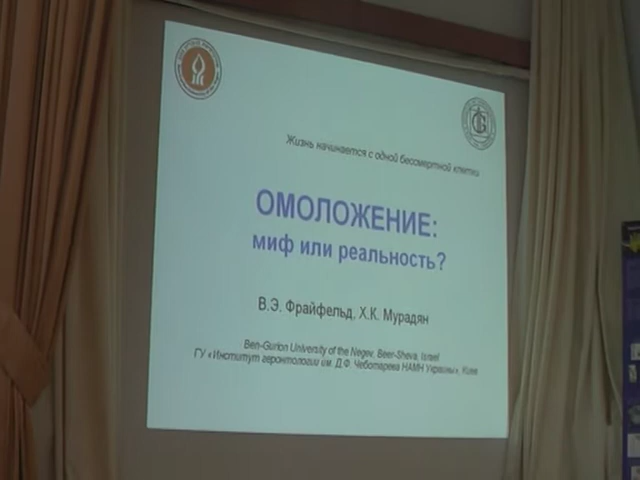 Жизнь начинается с одной бессмертной клетки
ОМОЛОЖЕНИЕ:
миф или реальность?
В.Э. Фрайфельд, Х.К. Мурадян
Ben-Gurion University of the Negev, Beer-Sheva, Israel
ГУ «Институт геронтологии им. Д.Ф. Чеботарева НАМН Украины», Киев